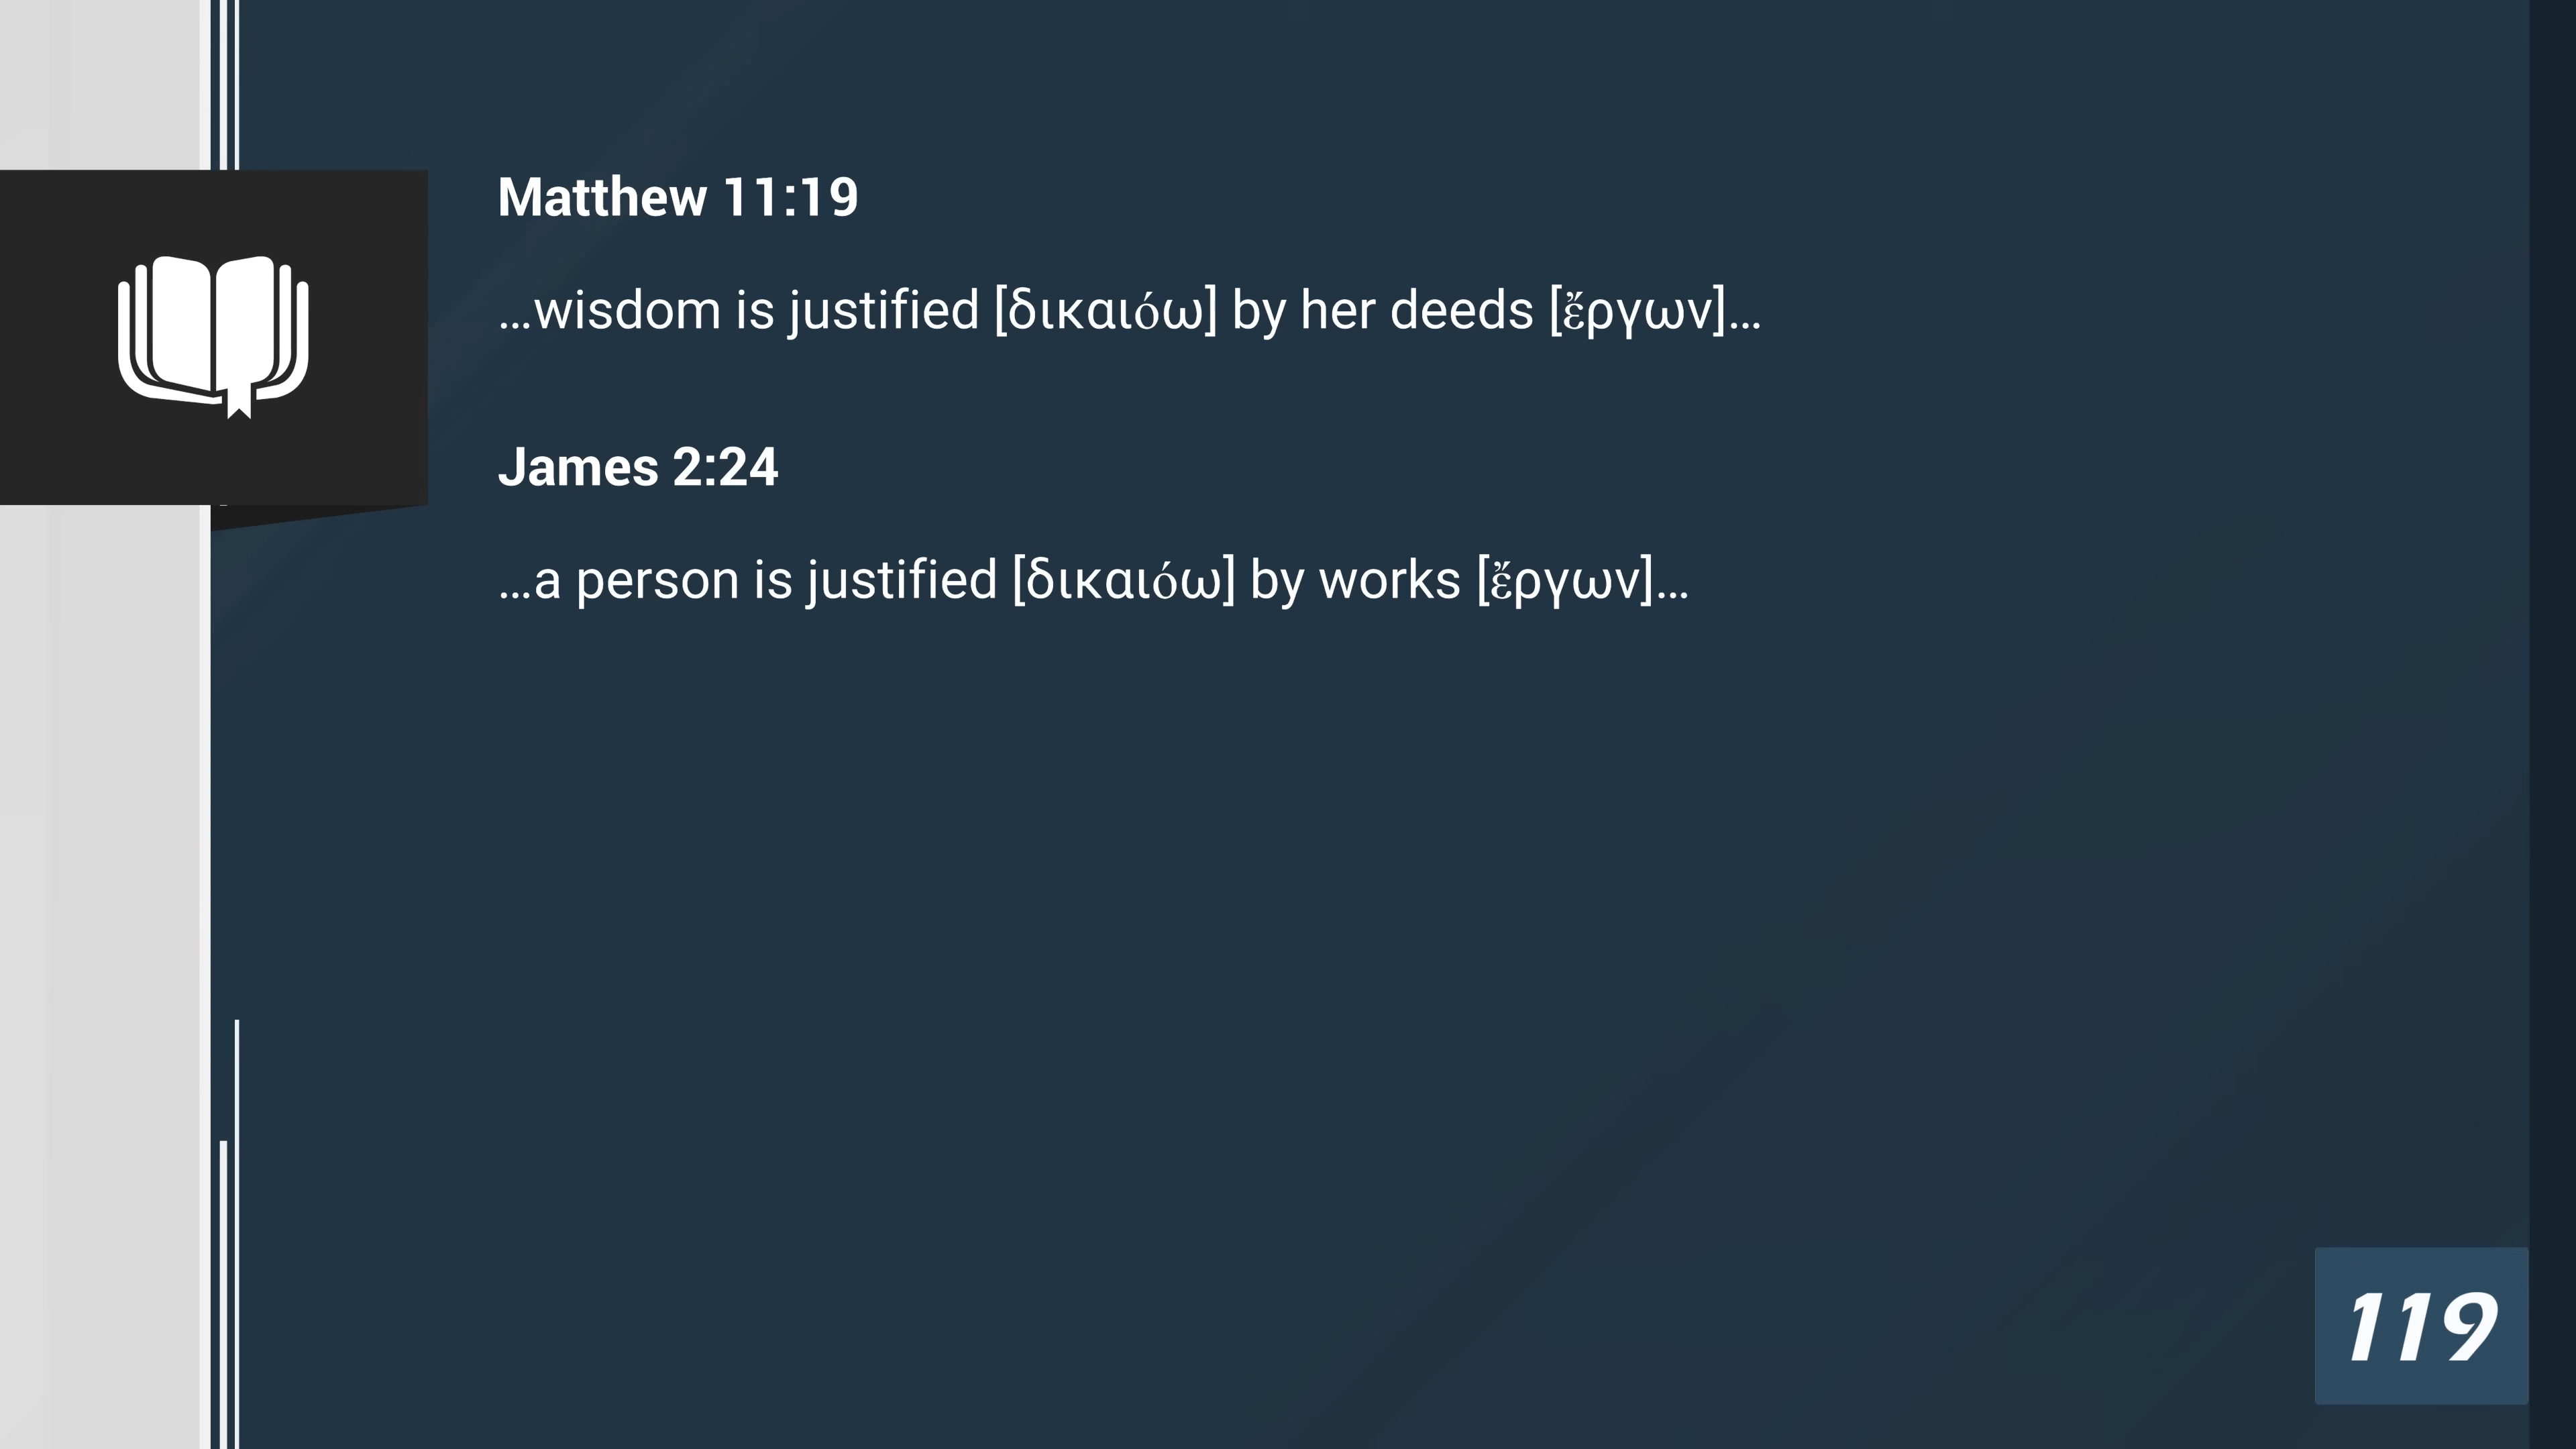 Matthew 11:19
…wisdom is justified [δικαιόω] by her deeds [ἔργων]…
James 2:24
…a person is justified [δικαιόω] by works [ἔργων]…
119